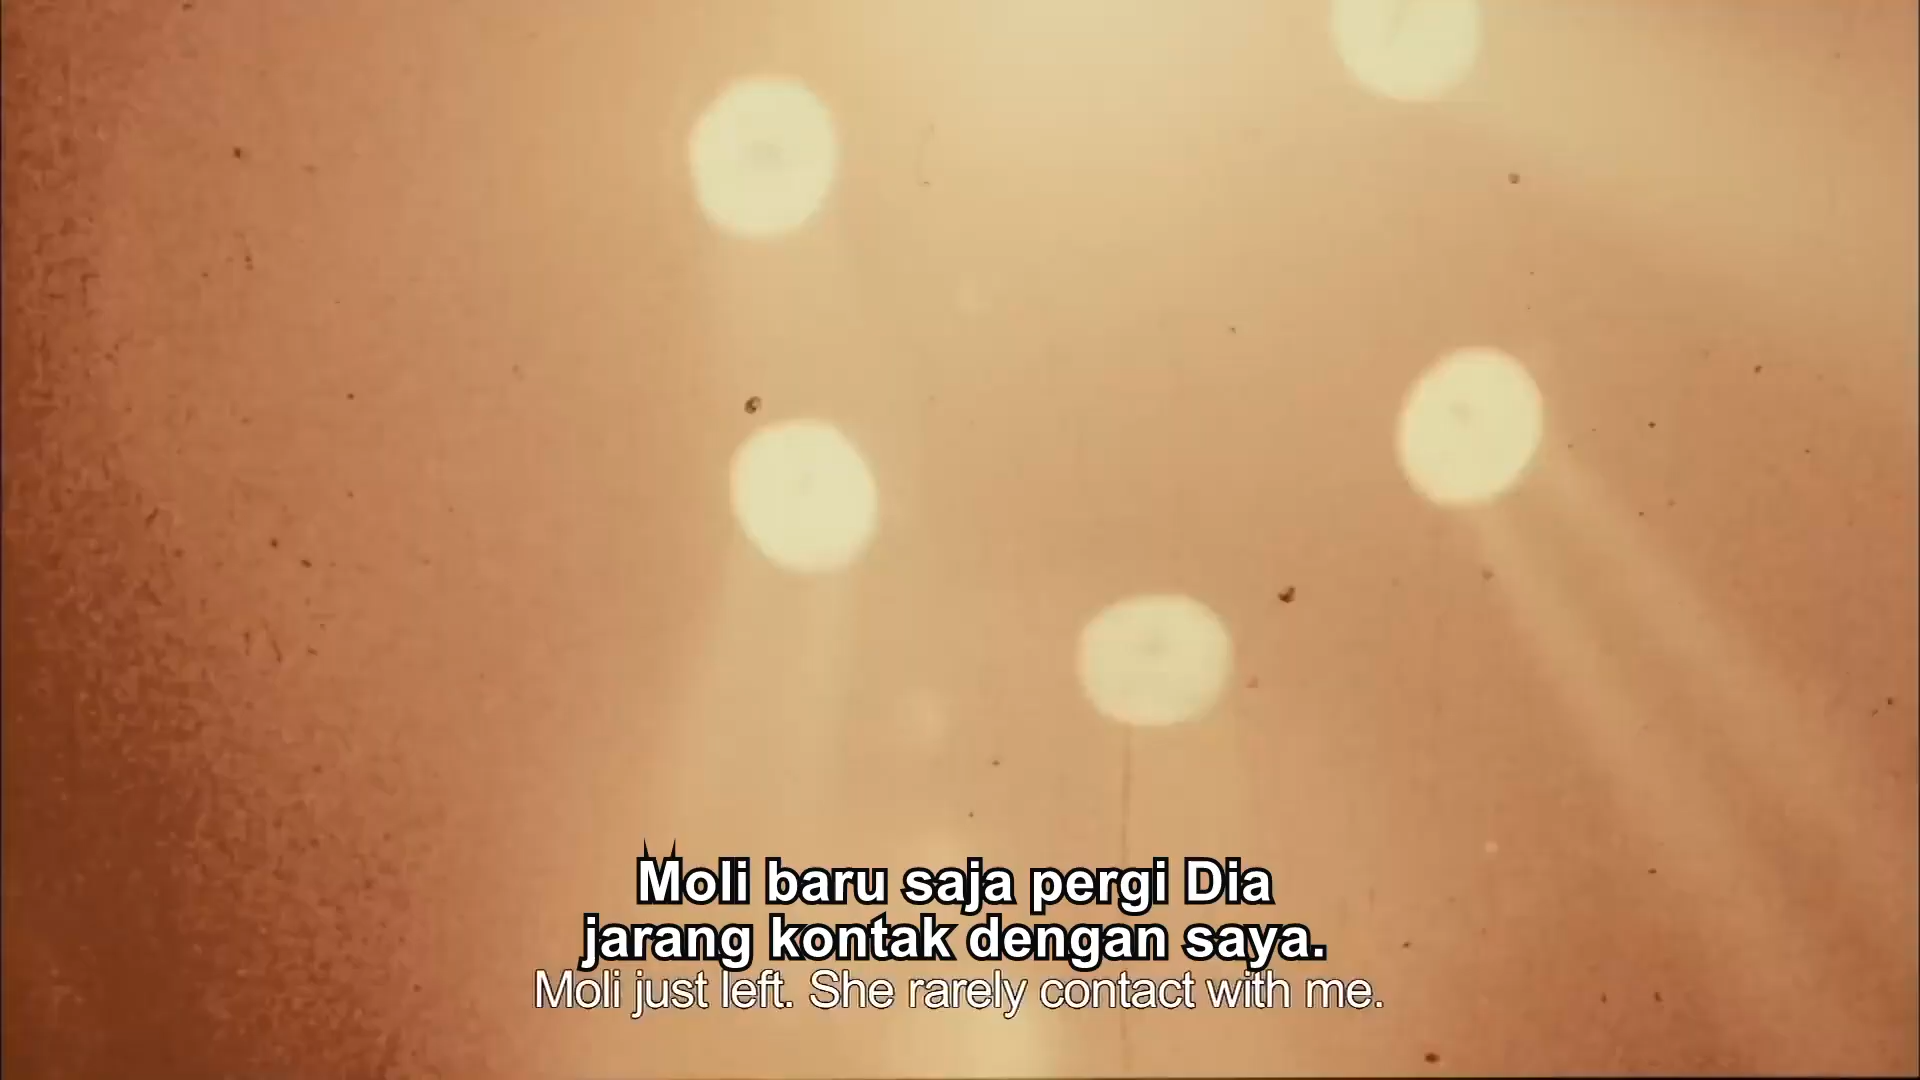 Moli baru saja pergi Dia
jarang kontak dengan saya.
Moli just left. She rarely contact with me.